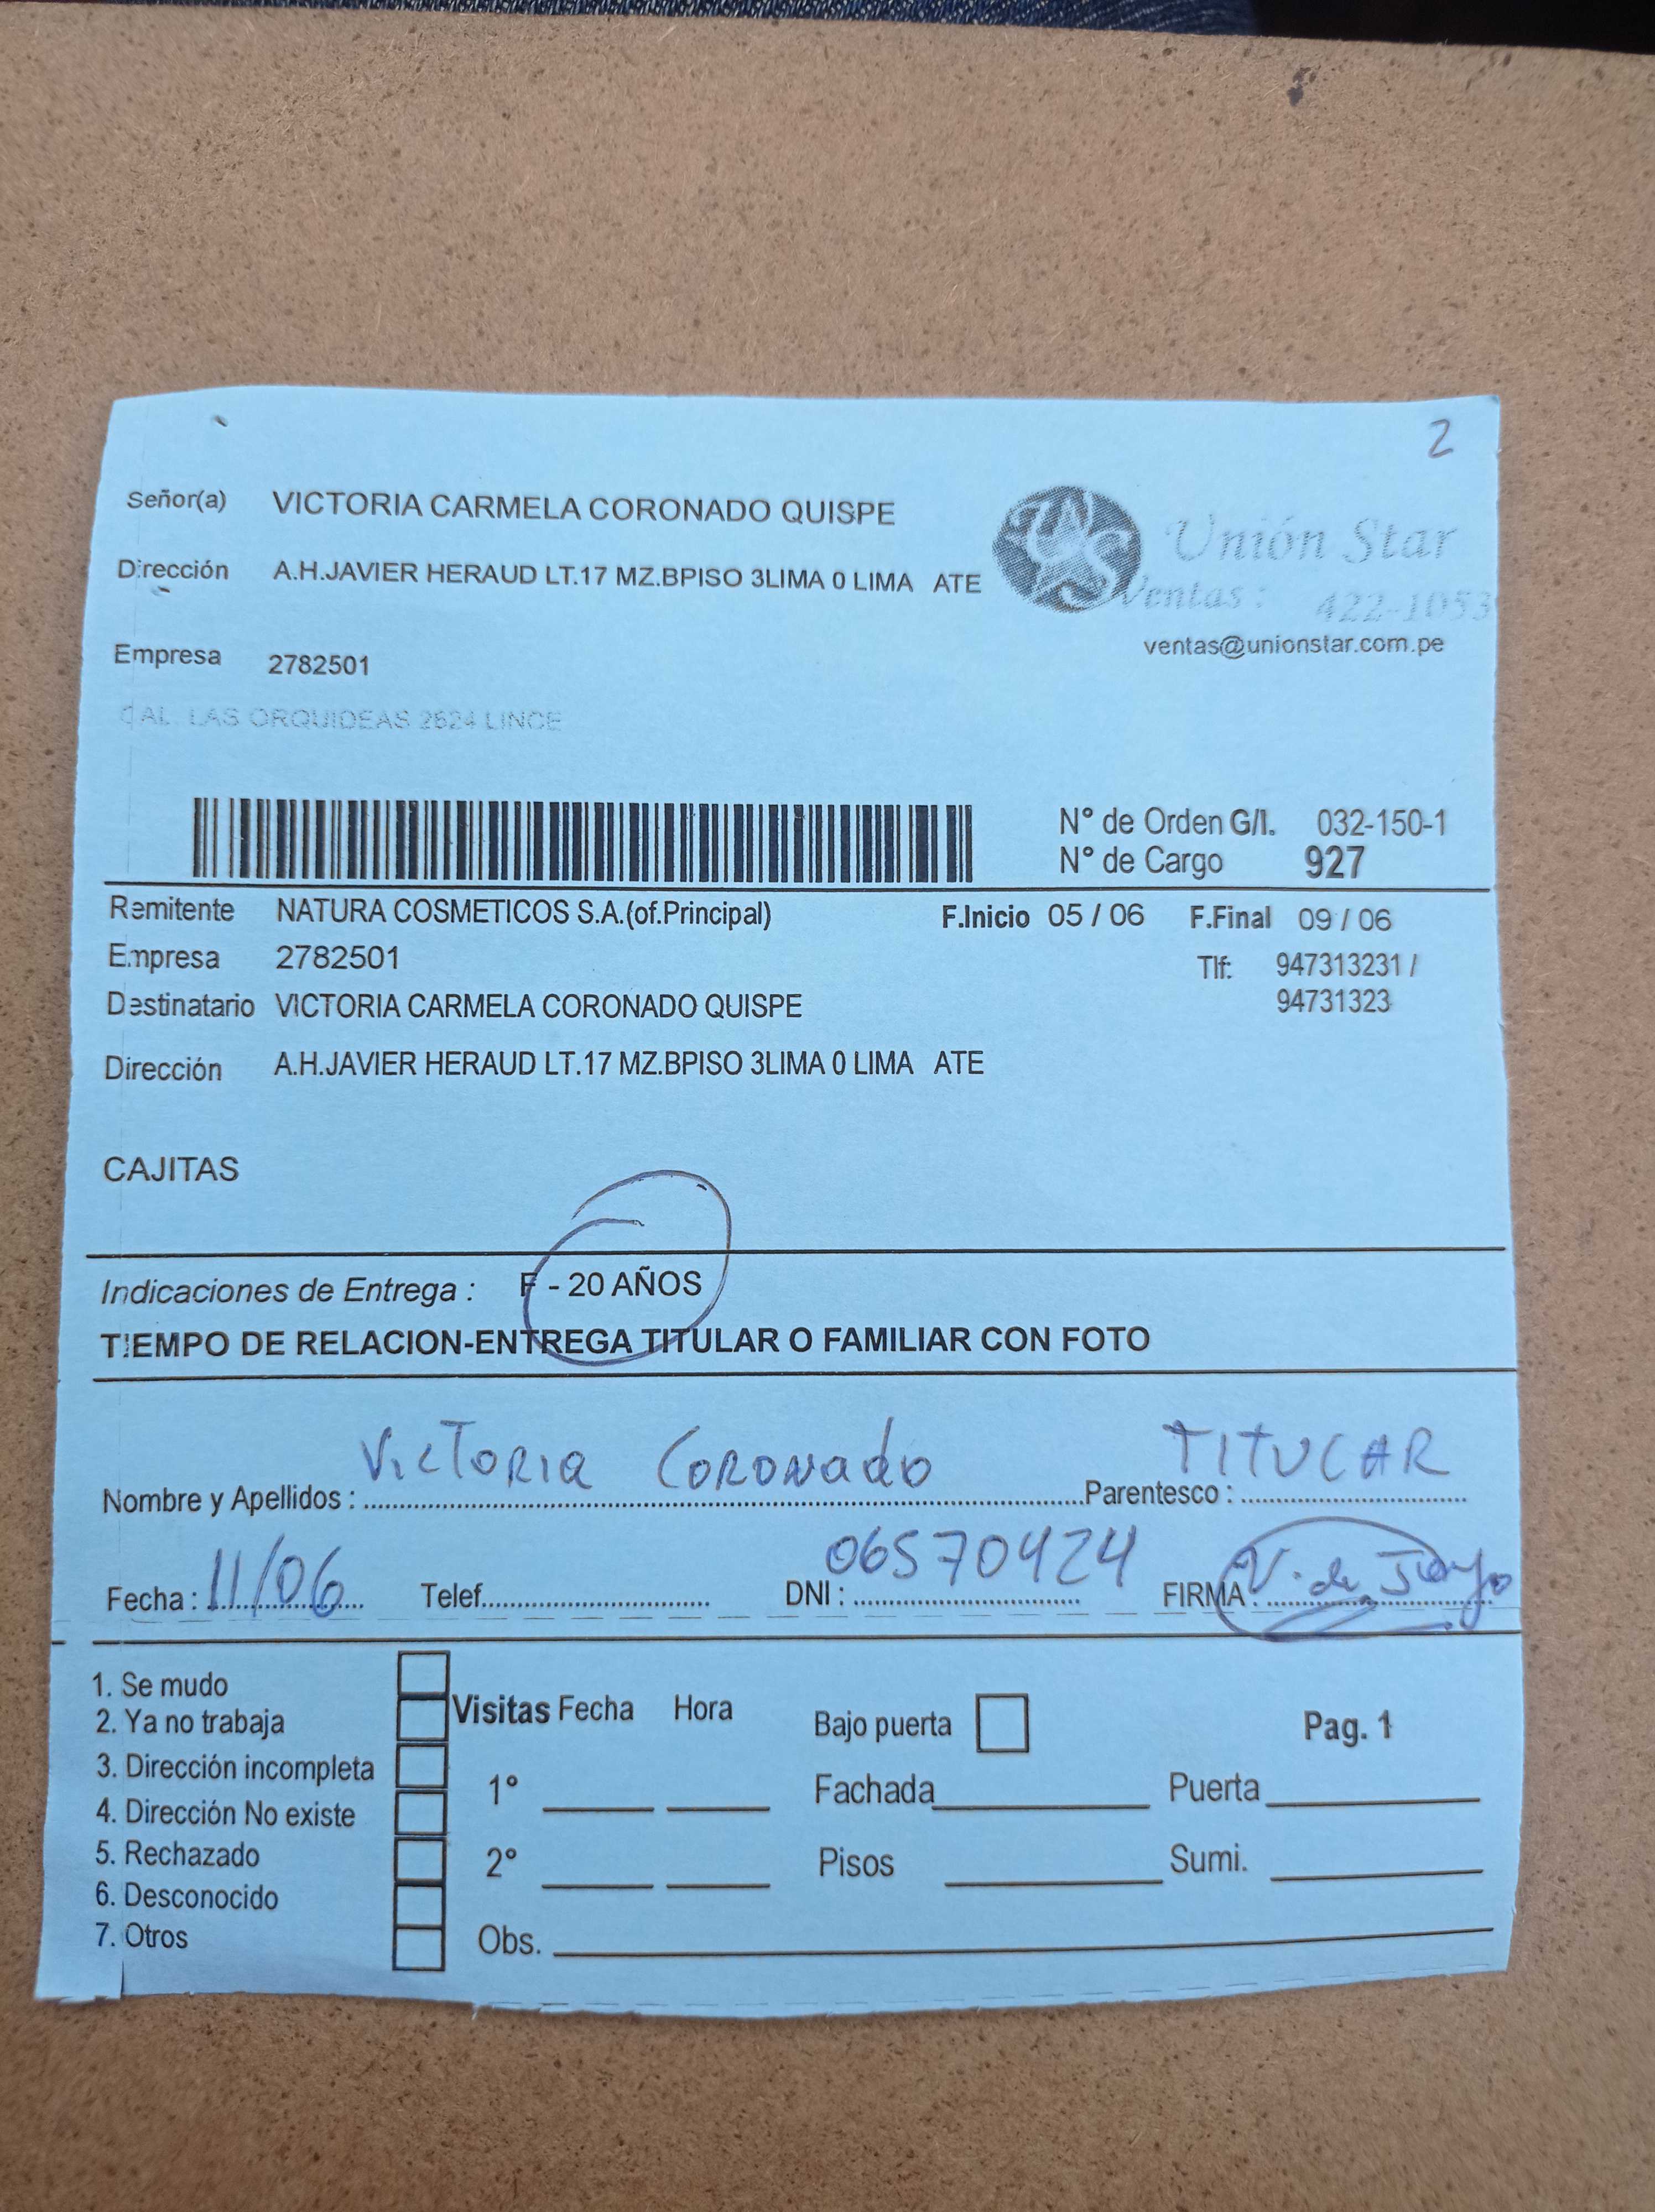 2
Señor(a) VICTORIA CARMELA CORONADO QUISPE
Unión Star
Dirección A.H.JAVIER HERAUD LT.17 MZ.BPISO 3LIMA 0 LIMA ATE
Ventas: 422-1053
ventas@unionstar.com.pe
Empresa 2782501
CAL. LAS ORQUIDEAS 2624 LINCE
N° de Orden G/I. 032-150-1
N° de Cargo 927
Remitente NATURA COSMETICOS S.A.(of.Principal) F.Inicio 05 / 06 F.Final 09 / 06
Empresa 2782501 Tlf: 947313231 /
Destinatario VICTORIA CARMELA CORONADO QUISPE 94731323
Dirección A.H.JAVIER HERAUD LT.17 MZ.BPISO 3LIMA 0 LIMA ATE
CAJITAS
Indicaciones de Entrega : F - 20 AÑOS
TIEMPO DE RELACION-ENTREGA TITULAR O FAMILIAR CON FOTO
Nombre y Apellidos : Victoria Coronado Parentesco : TITULAR
Fecha : 11/06 Telef. DNI : 06570424 FIRMA : V. de
1. Se mudo
2. Ya no trabaja
3. Dirección incompleta
4. Dirección No existe
5. Rechazado
6. Desconocido
7. Otros
Visitas Fecha Hora
1°
2°
Obs.
Bajo puerta Pag. 1
Fachada Puerta
Pisos Sumi.